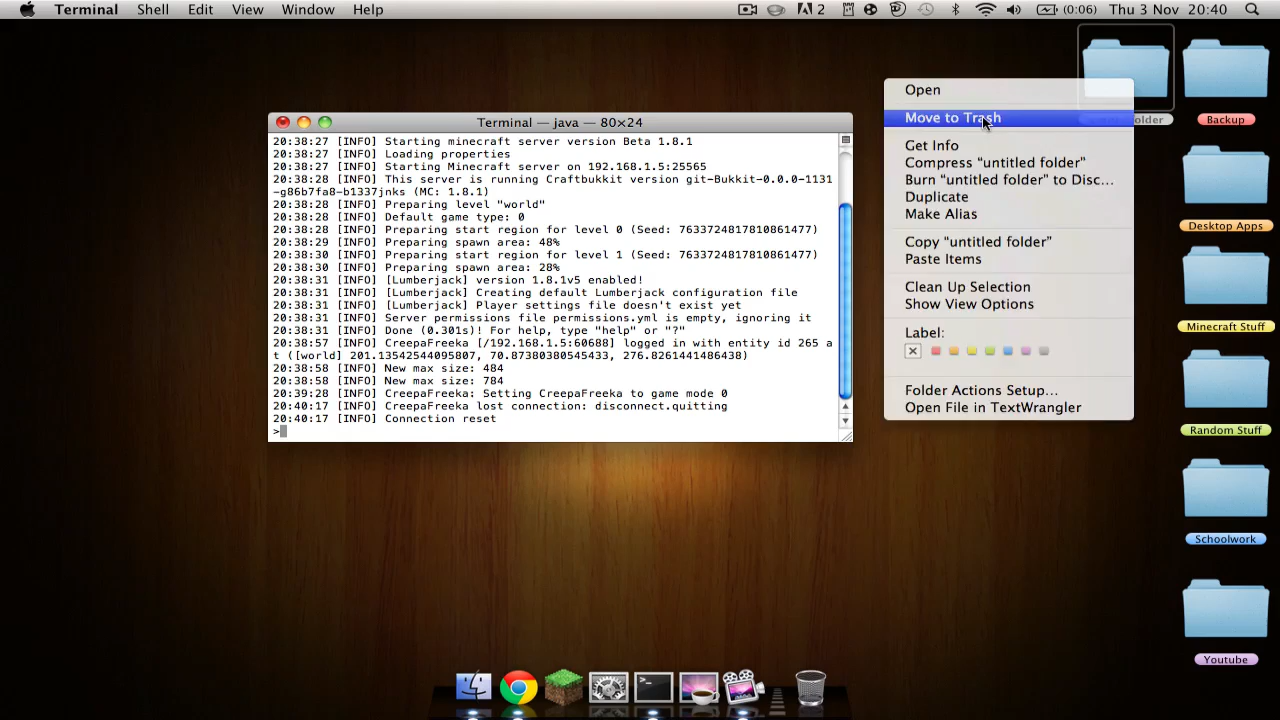 Terminal Shell Edit View Window Help 2 (0:06) Thu 3 Nov 20:40
Terminal — java — 80×24
20:38:27 [INFO] Starting minecraft server version Beta 1.8.1
20:38:27 [INFO] Loading properties
20:38:27 [INFO] Starting Minecraft server on 192.168.1.5:25565
20:38:28 [INFO] This server is running Craftbukkit version git-Bukkit-0.0.0-1131
-g86b7fa8-b1337jnks (MC: 1.8.1)
20:38:28 [INFO] Preparing level "world"
20:38:28 [INFO] Default game type: 0
20:38:28 [INFO] Preparing start region for level 0 (Seed: 7633724817810861477)
20:38:29 [INFO] Preparing spawn area: 48%
20:38:30 [INFO] Preparing start region for level 1 (Seed: 7633724817810861477)
20:38:30 [INFO] Preparing spawn area: 28%
20:38:31 [INFO] [Lumberjack] version 1.8.1v5 enabled!
20:38:31 [INFO] [Lumberjack] Creating default Lumberjack configuration file
20:38:31 [INFO] [Lumberjack] Player settings file doesn't exist yet
20:38:31 [INFO] Server permissions file permissions.yml is empty, ignoring it
20:38:31 [INFO] Done (0.301s)! For help, type "help" or "?"
20:38:57 [INFO] CreepaFreeka [/192.168.1.5:60688] logged in with entity id 265 a
t ([world] 201.13542544095807, 70.87380380545433, 276.8261441486438)
20:38:58 [INFO] New max size: 484
20:38:58 [INFO] New max size: 784
20:39:28 [INFO] CreepaFreeka: Setting CreepaFreeka to game mode 0
20:40:17 [INFO] CreepaFreeka lost connection: disconnect.quitting
20:40:17 [INFO] Connection reset
>
Open
Move to Trash
Get Info
Compress “untitled folder”
Burn “untitled folder” to Disc...
Duplicate
Make Alias
Copy “untitled folder”
Paste Items
Clean Up Selection
Show View Options
Label:
Folder Actions Setup...
Open File in TextWrangler
Backup
Desktop Apps
Minecraft Stuff
Random Stuff
Schoolwork
Youtube